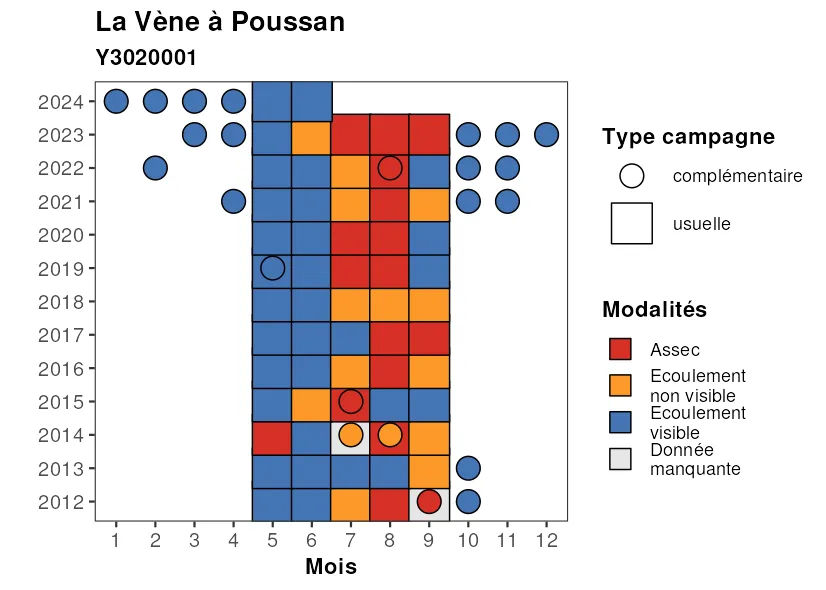 La Vène à Poussan
Y3020001
2024
2023
2022
2021
2020
2019
2018
2017
2016
2015
2014
2013
2012
1 2 3 4 5 6 7 8 9 10 11 12
Mois
Type campagne
complémentaire
usuelle
Modalités
Assec
Ecoulement
non visible
Ecoulement
visible
Donnée
manquante